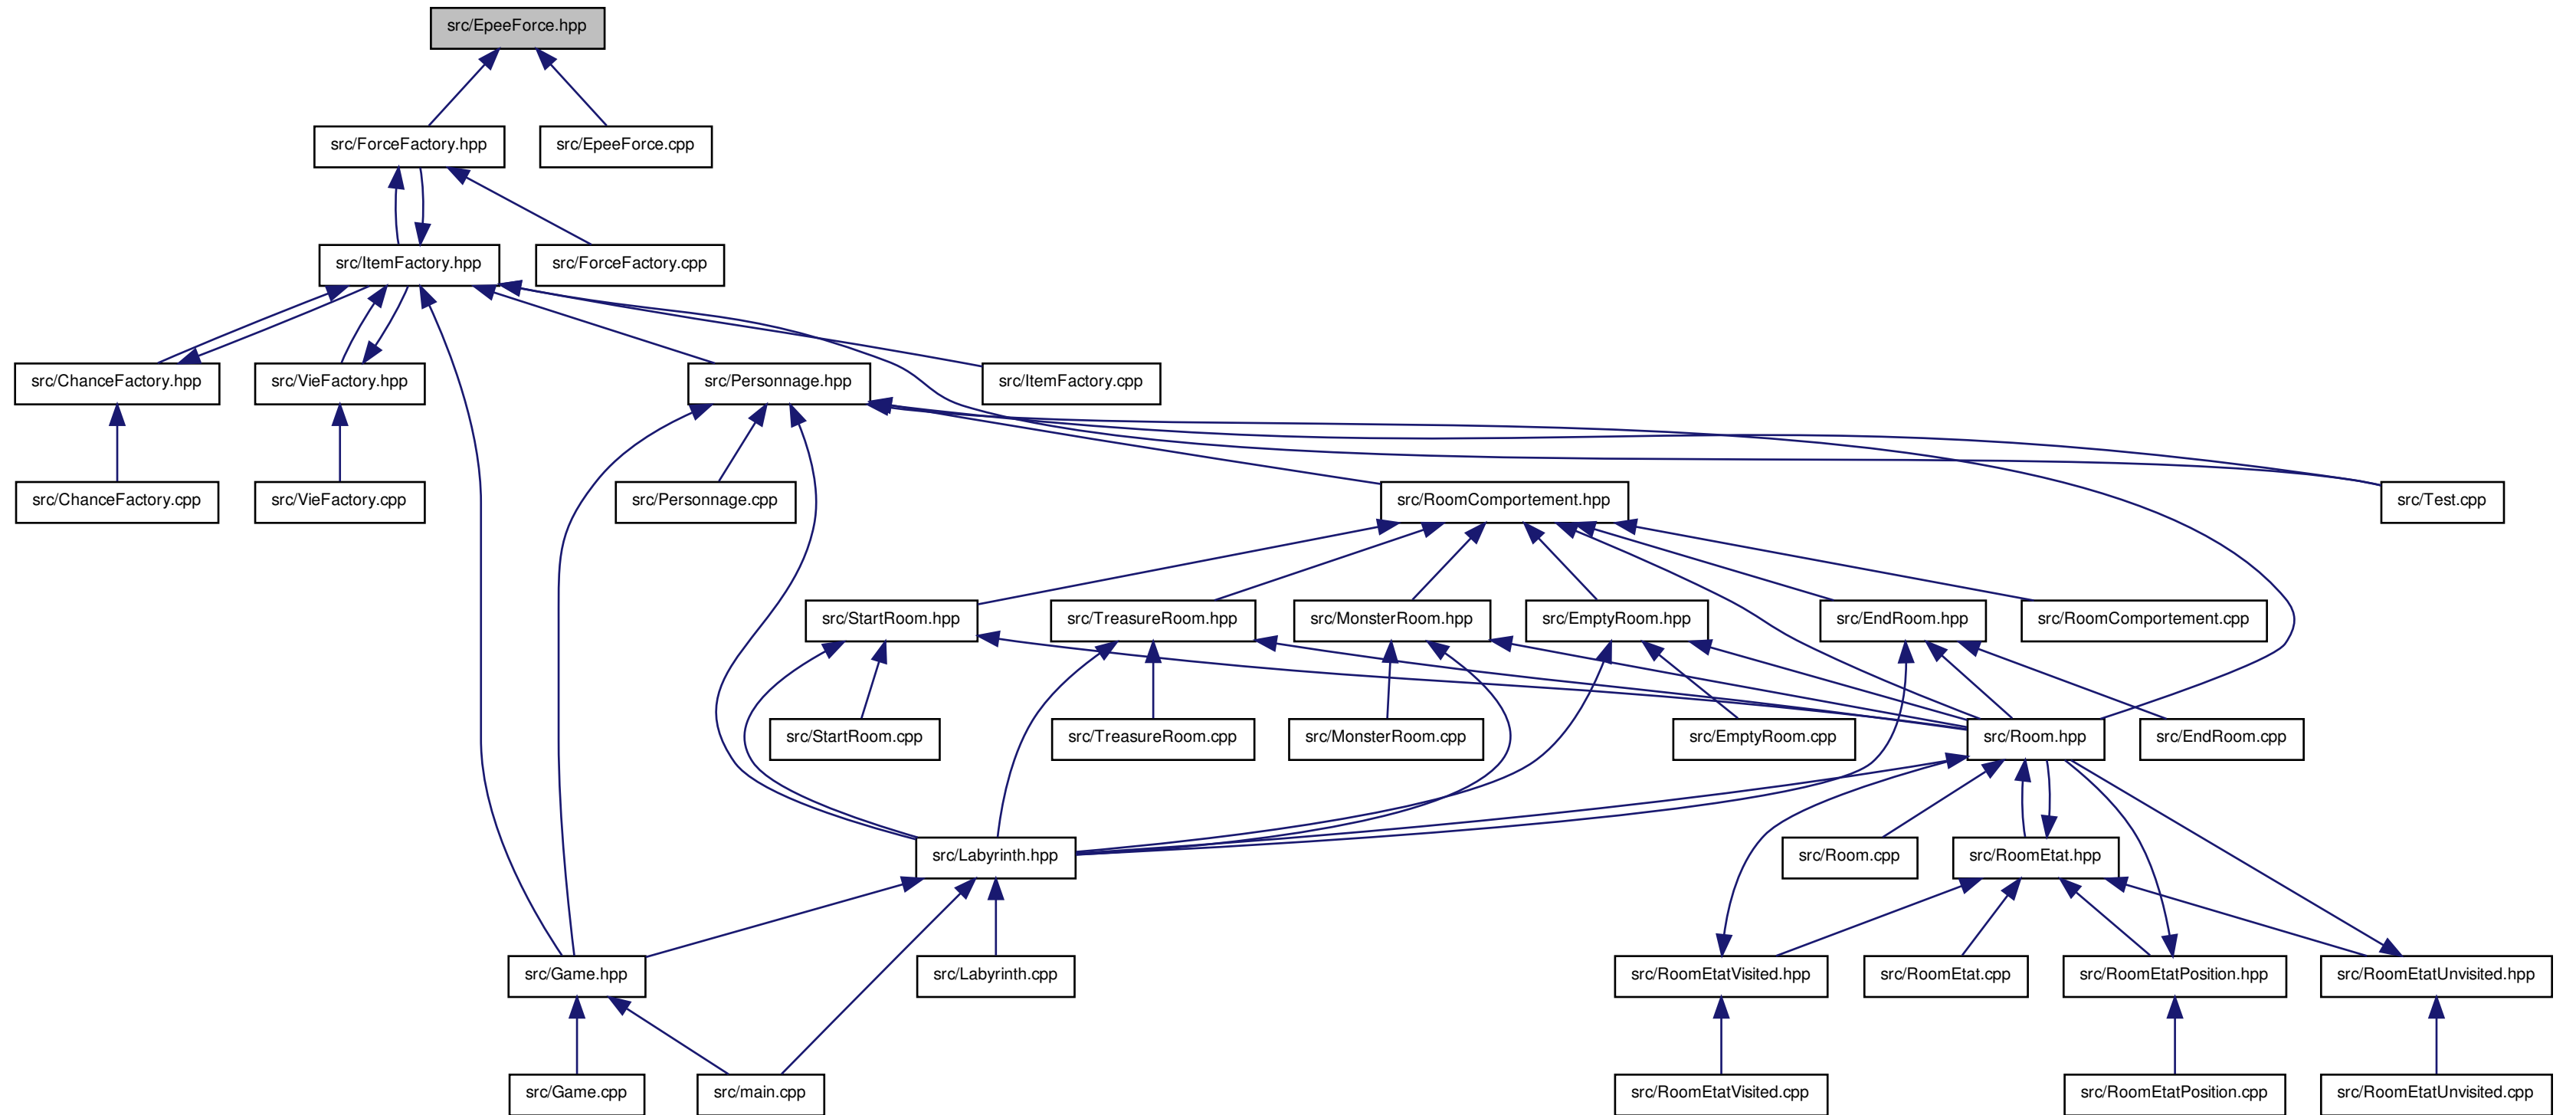 src/EpeeForce.hpp
src/ForceFactory.hpp
src/EpeeForce.cpp
src/ItemFactory.hpp
src/ForceFactory.cpp
src/ChanceFactory.hpp
src/VieFactory.hpp
src/Personnage.hpp
src/ItemFactory.cpp
src/ChanceFactory.cpp
src/VieFactory.cpp
src/Personnage.cpp
src/RoomComportement.hpp
src/Test.cpp
src/StartRoom.hpp
src/TreasureRoom.hpp
src/MonsterRoom.hpp
src/EmptyRoom.hpp
src/EndRoom.hpp
src/RoomComportement.cpp
src/StartRoom.cpp
src/TreasureRoom.cpp
src/MonsterRoom.cpp
src/EmptyRoom.cpp
src/Room.hpp
src/EndRoom.cpp
src/Labyrinth.hpp
src/Room.cpp
src/RoomEtat.hpp
src/Game.hpp
src/Labyrinth.cpp
src/RoomEtatVisited.hpp
src/RoomEtat.cpp
src/RoomEtatPosition.hpp
src/RoomEtatUnvisited.hpp
src/Game.cpp
src/main.cpp
src/RoomEtatVisited.cpp
src/RoomEtatPosition.cpp
src/RoomEtatUnvisited.cpp